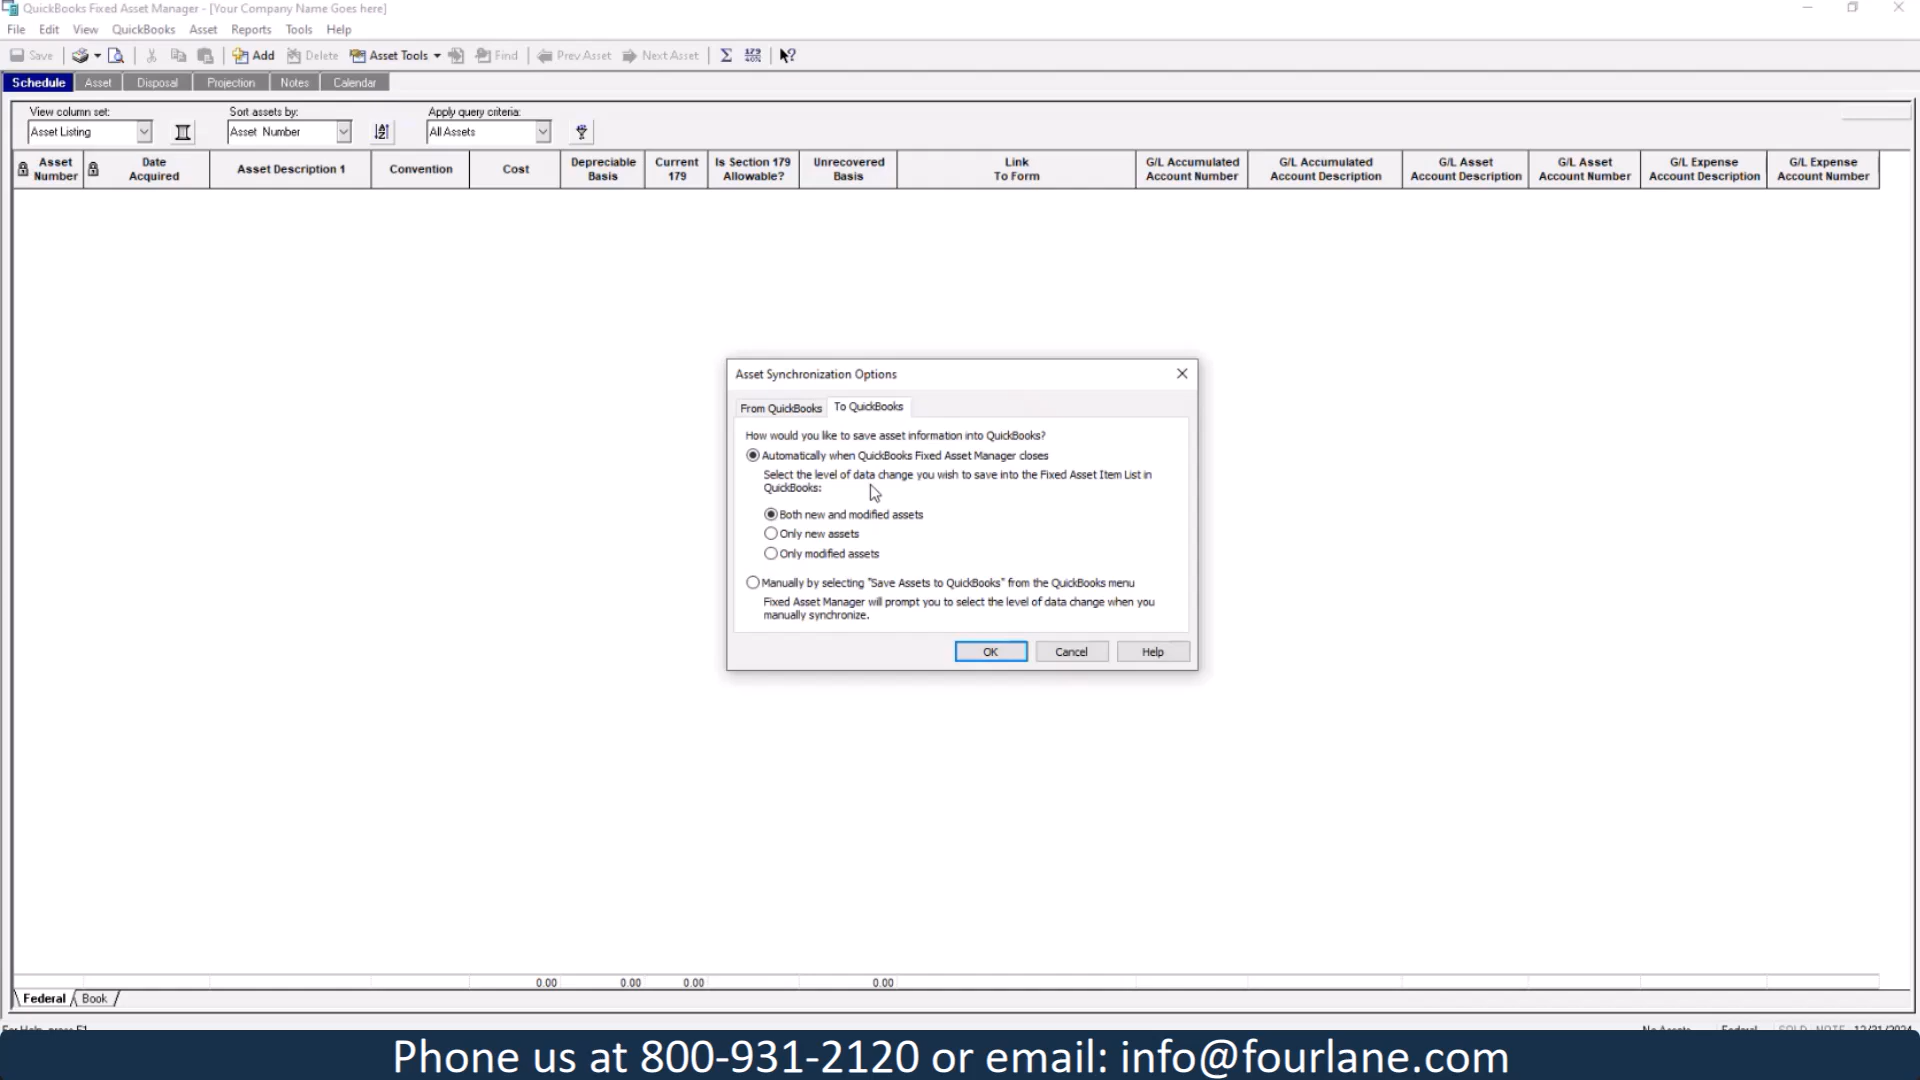 QuickBooks Fixed Asset Manager - [Your Company Name Goes here]
File Edit View QuickBooks Asset Reports Tools Help
Save Add Delete Asset Tools Find Prev Asset Next Asset
Schedule Asset Disposal Projection Notes Calendar
View column set: Sort assets by: Apply query criteria:
Asset Listing Asset Number All Assets
Asset Number Date Acquired Asset Description 1 Convention Cost Depreciable Basis Current 179 Is Section 179 Allowable? Unrecovered Basis Link To Form G/L Accumulated Account Number G/L Accumulated Account Description G/L Asset Account Description G/L Asset Account Number G/L Expense Account Description G/L Expense Account Number
Asset Synchronization Options
From QuickBooks To QuickBooks
How would you like to save asset information into QuickBooks?
Automatically when QuickBooks Fixed Asset Manager closes
Select the level of data change you wish to save into the Fixed Asset Item List in
QuickBooks:
Both new and modified assets
Only new assets
Only modified assets
Manually by selecting "Save Assets to QuickBooks" from the QuickBooks menu
Fixed Asset Manager will prompt you to select the level of data change when you
manually synchronize.
OK Cancel Help
0.00 0.00 0.00 0.00
Federal Book
Phone us at 800-931-2120 or email: info@fourlane.com